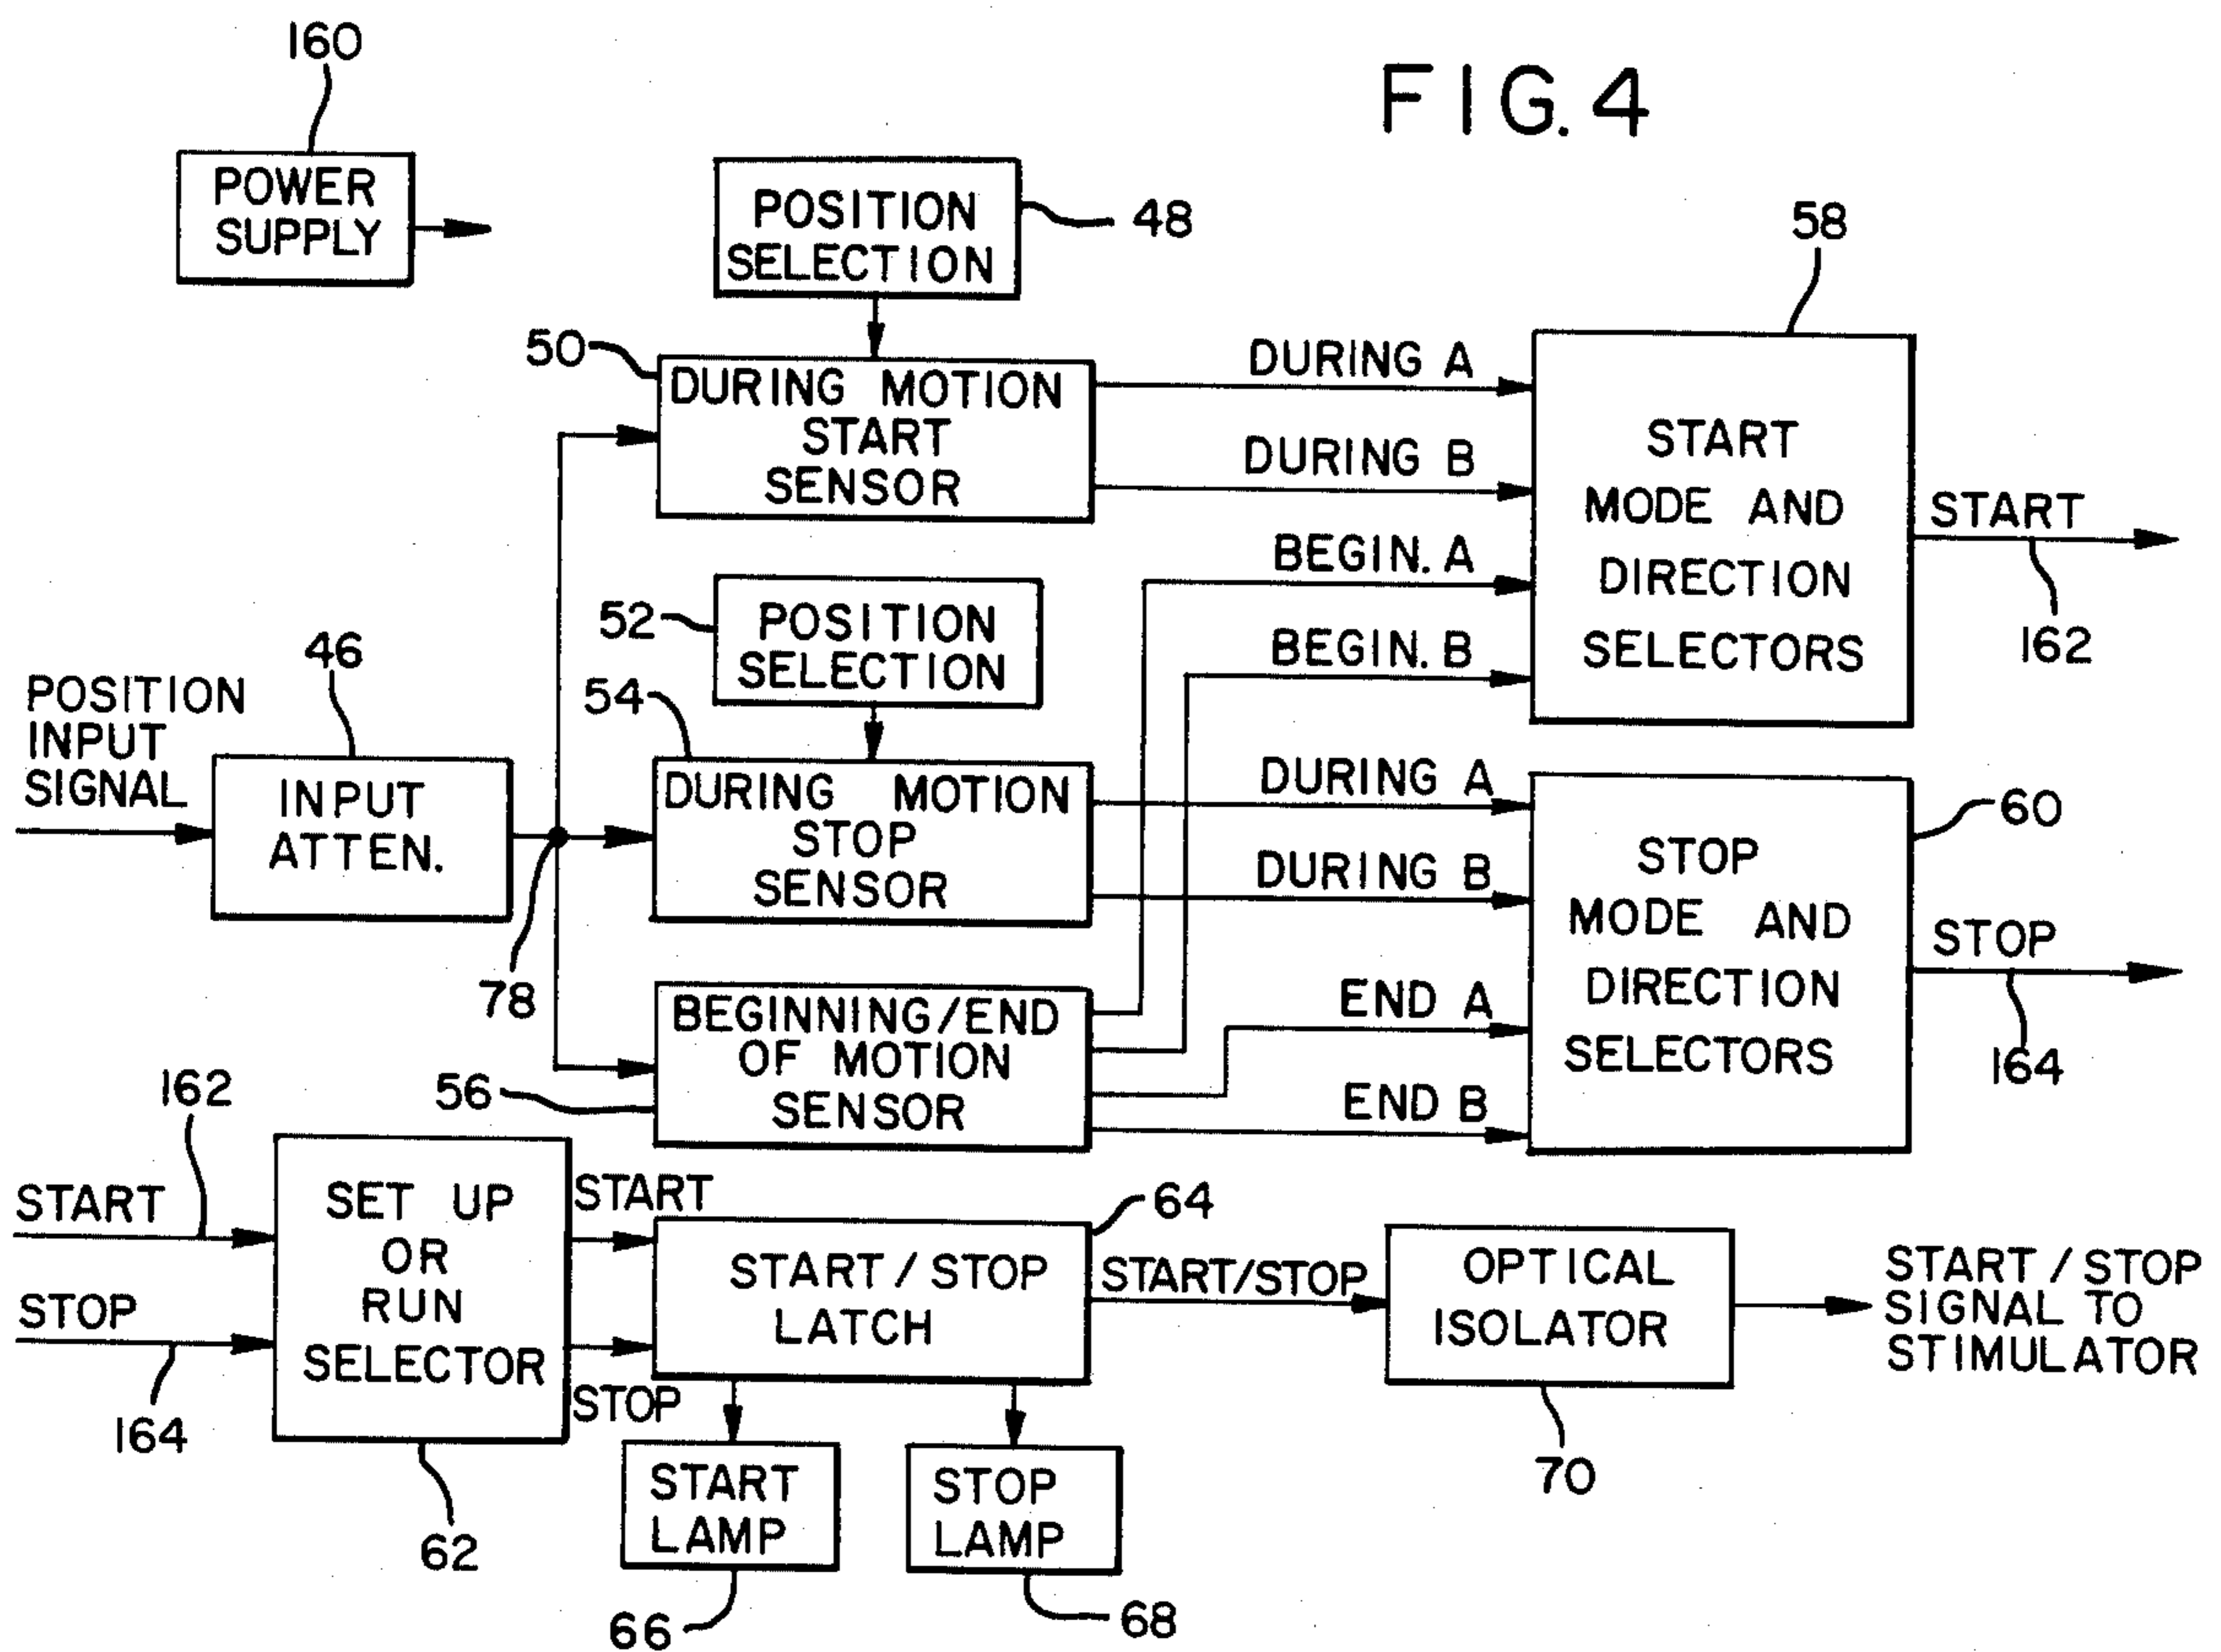 160
FIG. 4
POWER
SUPPLY
POSITION
SELECTION
48
58
50
DURING MOTION
START
SENSOR
DURING A
DURING B
BEGIN. A
BEGIN. B
START
MODE AND
DIRECTION
SELECTORS
START
162
52
POSITION
SELECTION
46
POSITION
INPUT
SIGNAL
INPUT
ATTEN.
54
DURING MOTION
STOP
SENSOR
DURING A
DURING B
END A
END B
STOP
MODE AND
DIRECTION
SELECTORS
60
STOP
164
78
BEGINNING/END
OF MOTION
SENSOR
56
162
START
STOP
164
SET UP
OR
RUN
SELECTOR
62
START
STOP
START/STOP
LATCH
64
START/STOP
OPTICAL
ISOLATOR
70
START/STOP
SIGNAL TO
STIMULATOR
START
LAMP
66
STOP
LAMP
68